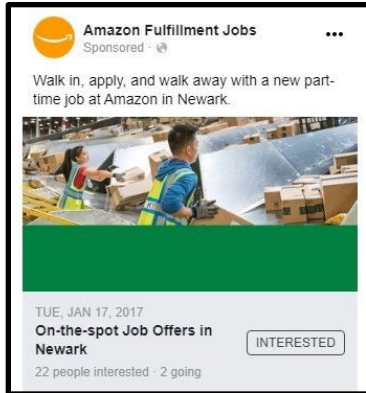 Amazon Fulfillment Jobs
Sponsored ·
Walk in, apply, and walk away with a new part-
time job at Amazon in Newark.
TUE, JAN 17, 2017
On-the-spot Job Offers in
Newark
INTERESTED
22 people interested · 2 going